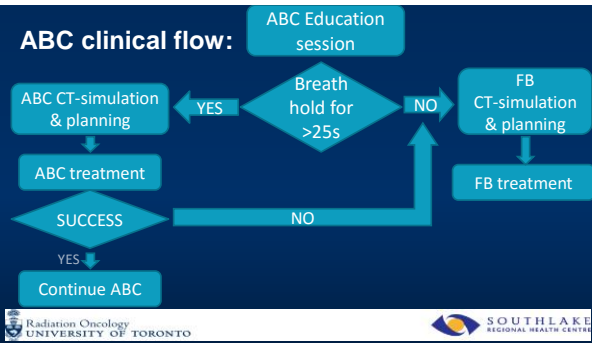 ABC clinical flow:
ABC Education
session
Breath
hold for
>25s
YES
NO
ABC CT-simulation
& planning
FB
CT-simulation
& planning
ABC treatment
FB treatment
SUCCESS
NO
YES
Continue ABC
Radiation Oncology
UNIVERSITY OF TORONTO
SOUTHLAKE
REGIONAL HEALTH CENTRE